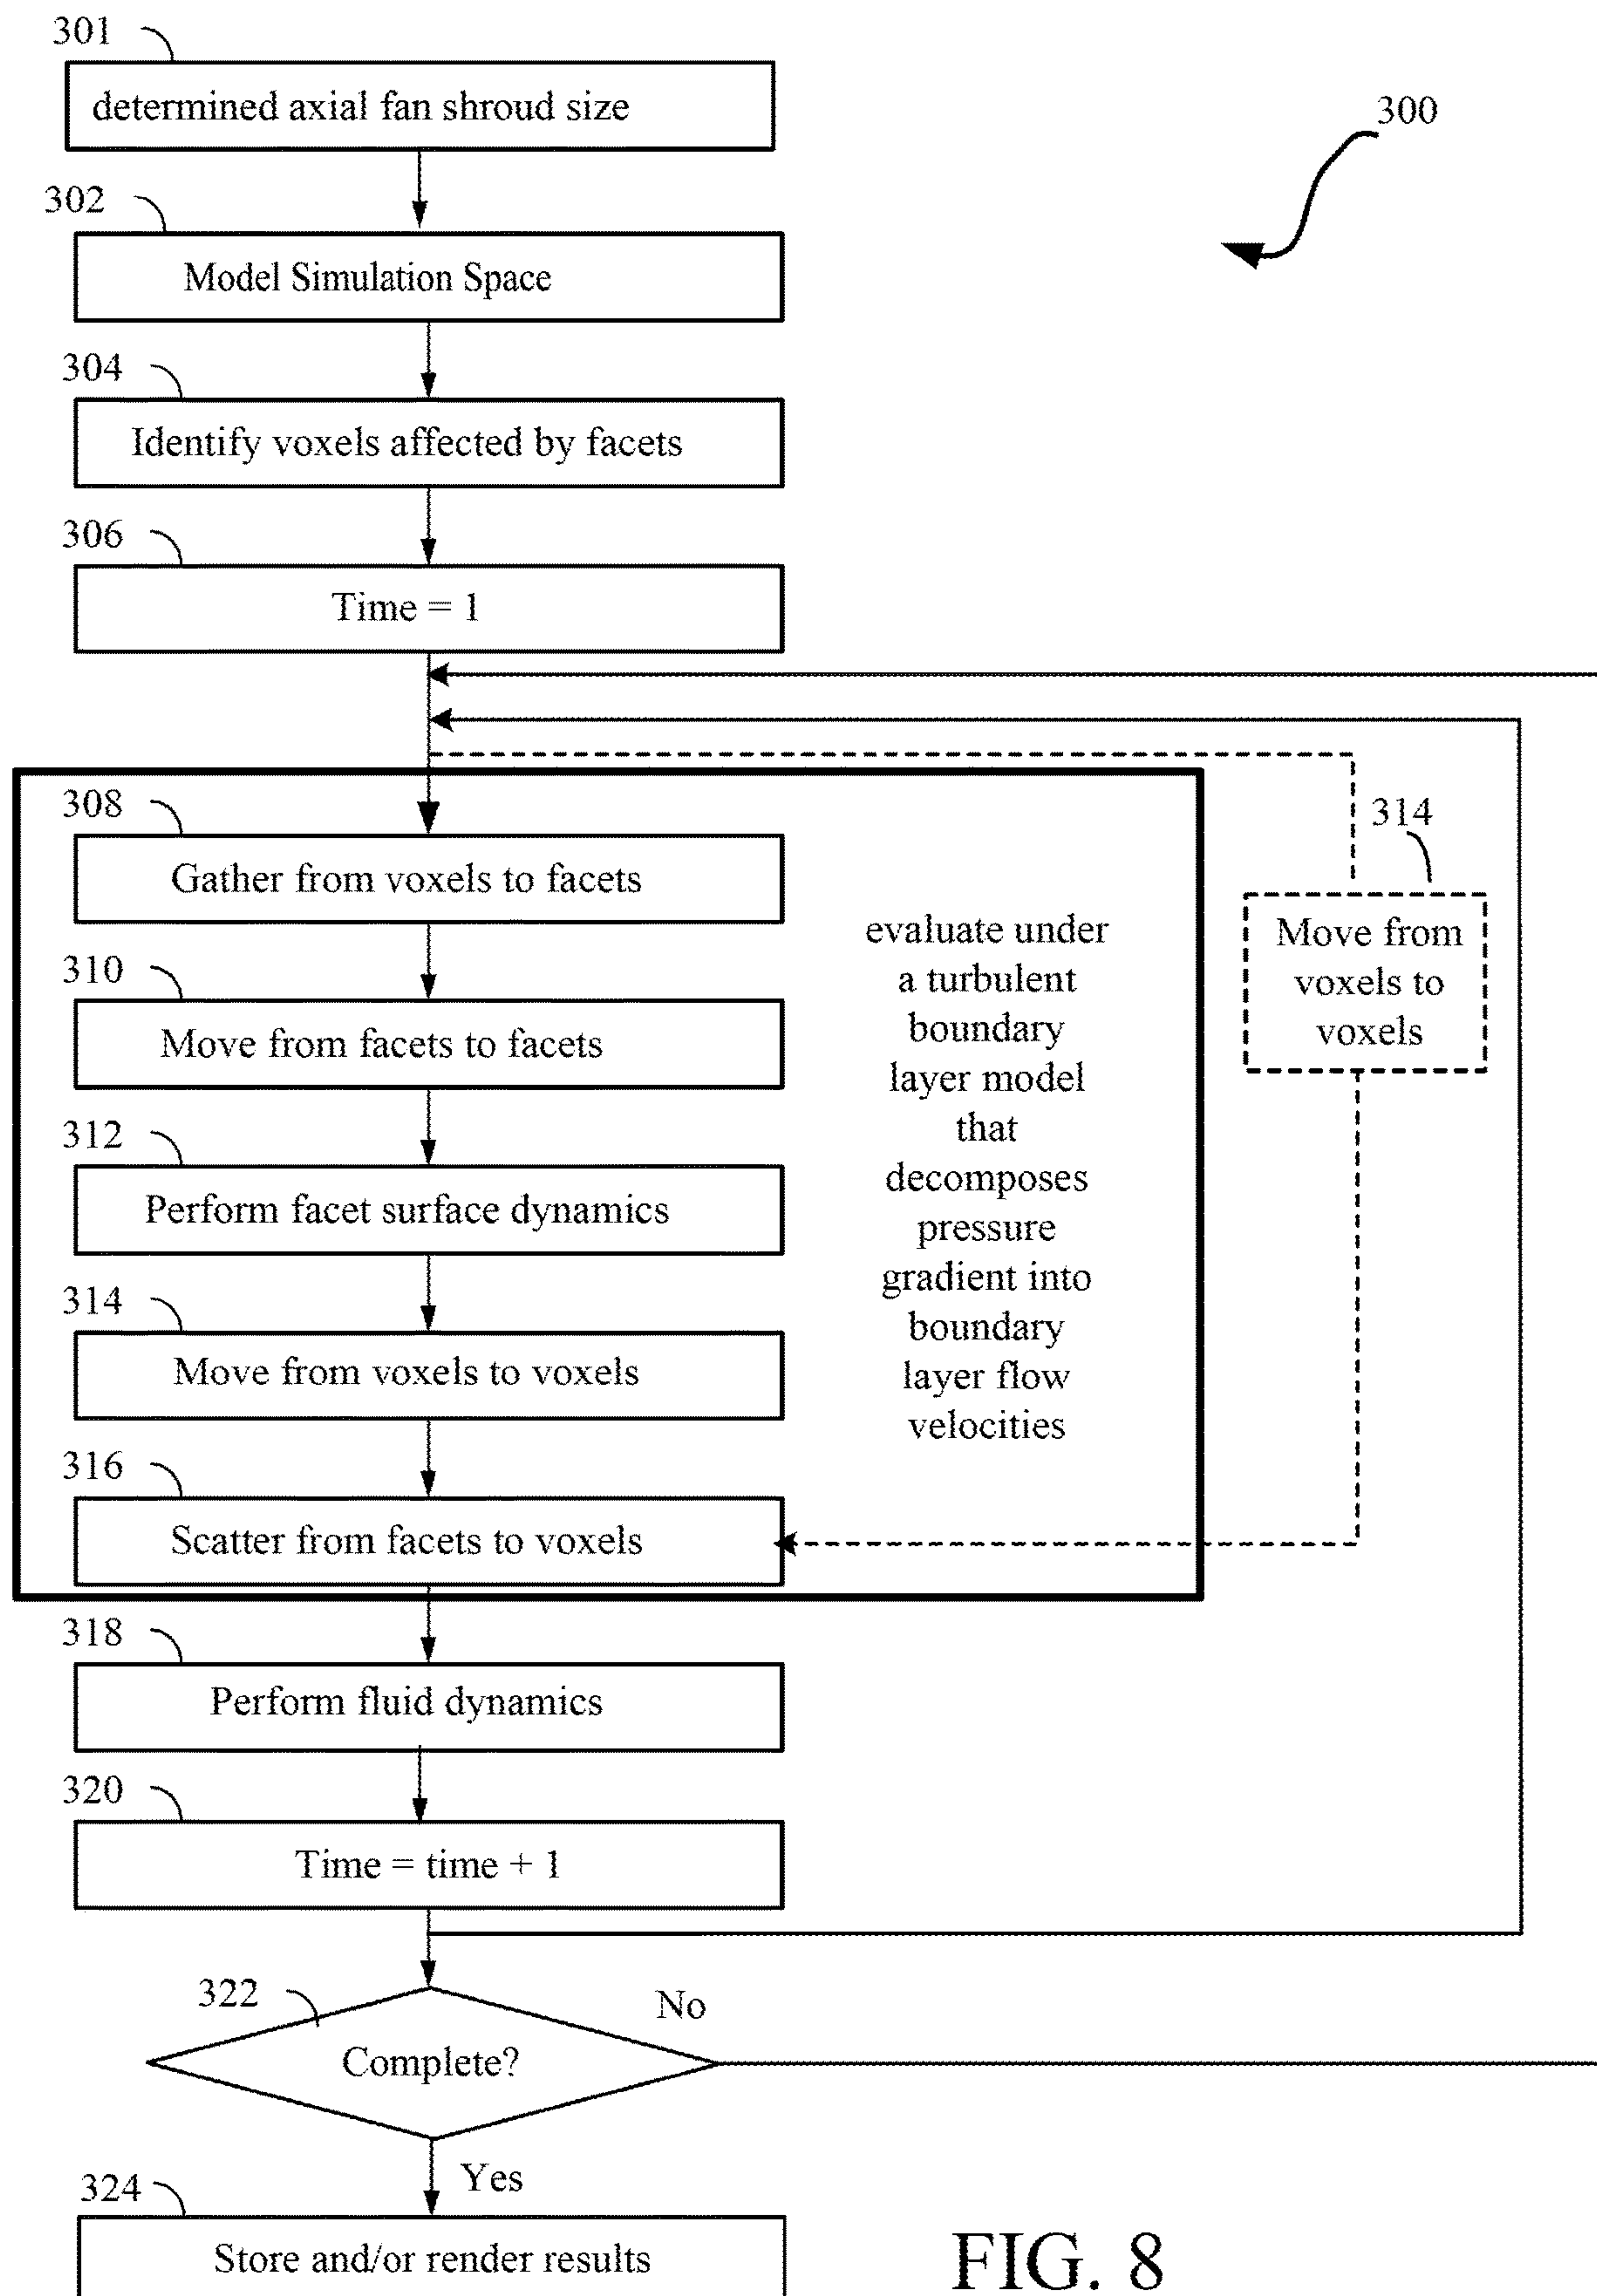 301
determined axial fan shroud size
300
302
Model Simulation Space
304
Identify voxels affected by facets
306
Time = 1
308
Gather from voxels to facets
310
Move from facets to facets
312
Perform facet surface dynamics
314
Move from voxels to voxels
316
Scatter from facets to voxels
evaluate under
a turbulent
boundary
layer model
that
decomposes
pressure
gradient into
boundary
layer flow
velocities
314
Move from
voxels to
voxels
318
Perform fluid dynamics
320
Time = time + 1
322
Complete?
No
Yes
324
Store and/or render results
FIG. 8